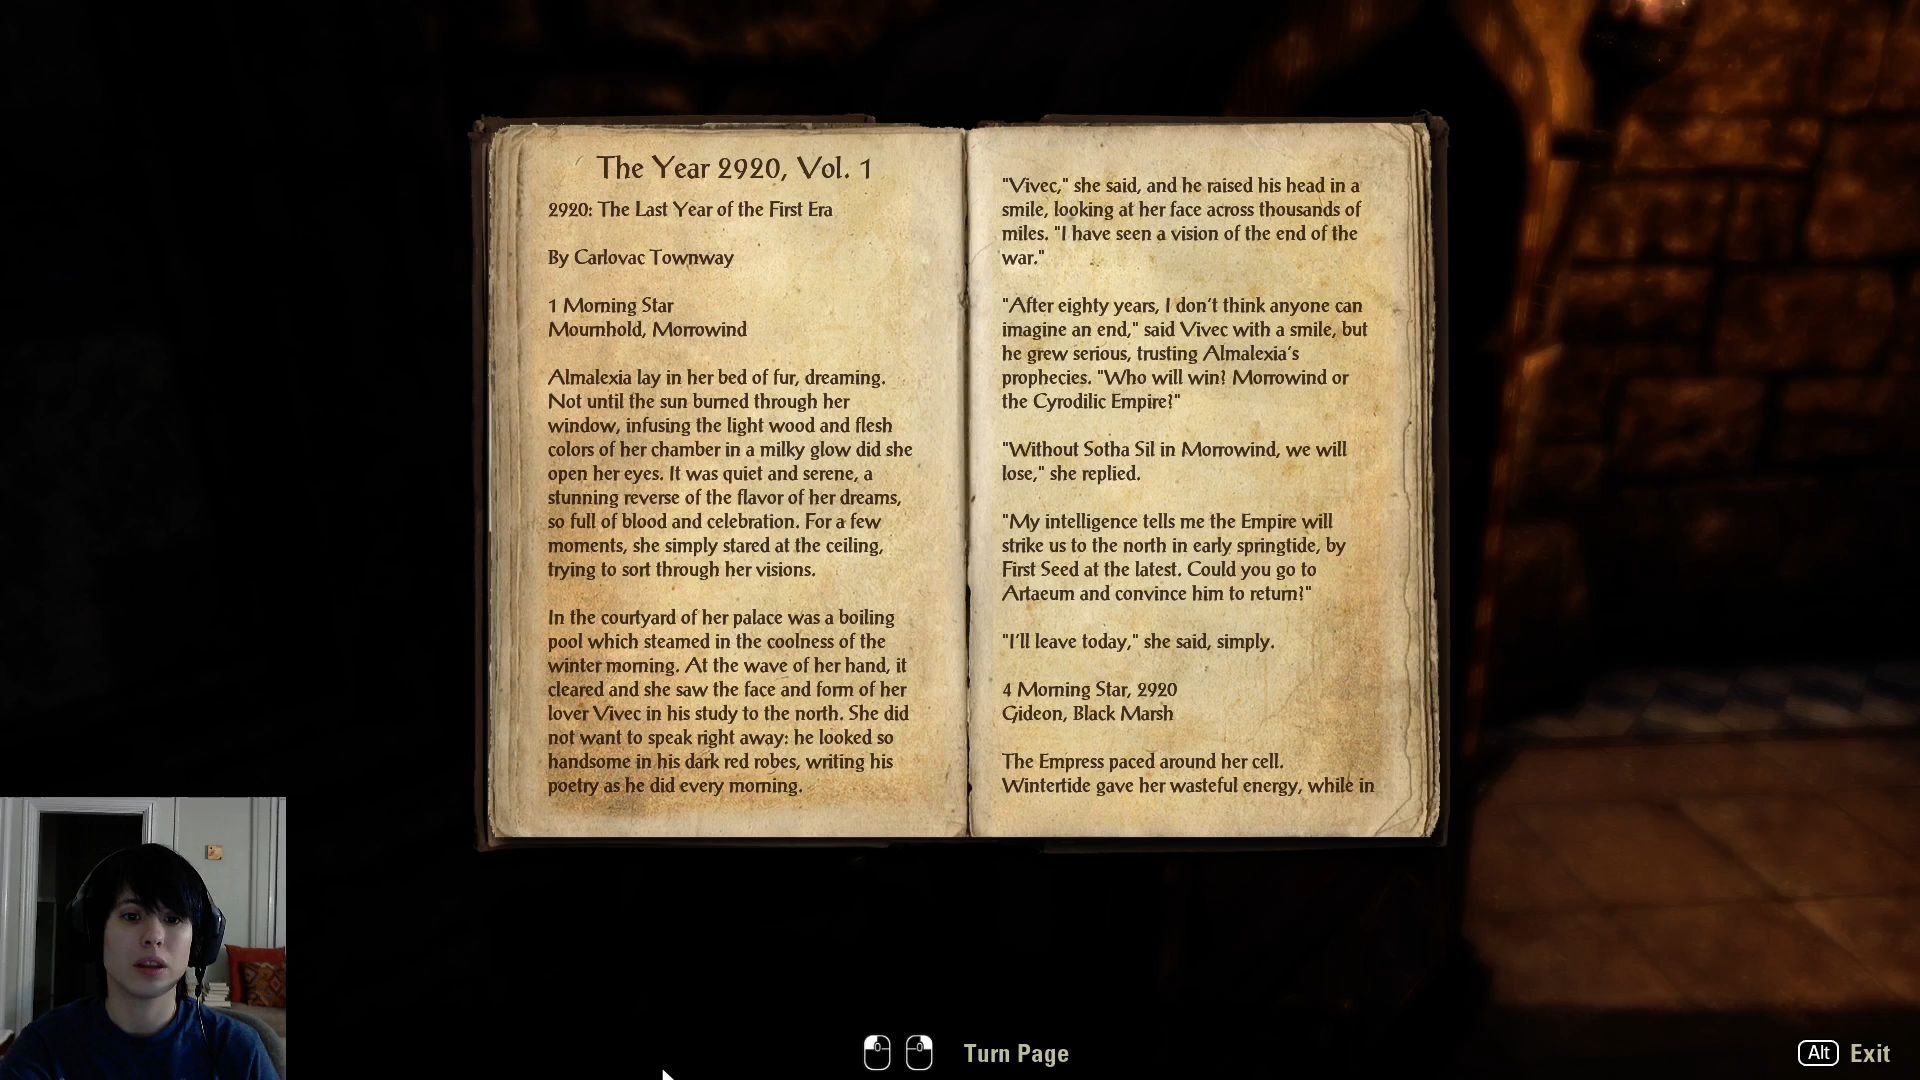 The Year 2920, Vol. 1
2920: The Last Year of the First Era
By Carlovac Townway
1 Morning Star
Mournhold, Morrowind
Almalexia lay in her bed of fur, dreaming.
Not until the sun burned through her
window, infusing the light wood and flesh
colors of her chamber in a milky glow did she
open her eyes. It was quiet and serene, a
stunning reverse of the flavor of her dreams,
so full of blood and celebration. For a few
moments, she simply stared at the ceiling,
trying to sort through her visions.
In the courtyard of her palace was a boiling
pool which steamed in the coolness of the
winter morning. At the wave of her hand, it
cleared and she saw the face and form of her
lover Vivec in his study to the north. She did
not want to speak right away: he looked so
handsome in his dark red robes, writing his
poetry as he did every morning.
"Vivec," she said, and he raised his head in a
smile, looking at her face across thousands of
miles. "I have seen a vision of the end of the
war."
"After eighty years, I don't think anyone can
imagine an end," said Vivec with a smile, but
he grew serious, trusting Almalexia's
prophecies. "Who will win? Morrowind or
the Cyrodilic Empire?"
"Without Sotha Sil in Morrowind, we will
lose," she replied.
"My intelligence tells me the Empire will
strike us to the north in early springtide, by
First Seed at the latest. Could you go to
Artaeum and convince him to return?"
"I'll leave today," she said, simply.
4 Morning Star, 2920
Gideon, Black Marsh
The Empress paced around her cell.
Wintertide gave her wasteful energy, while in
Turn Page
Alt Exit